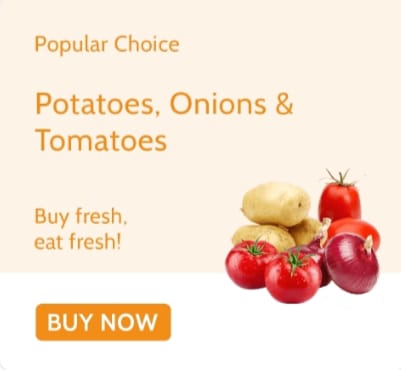 Popular Choice
Potatoes, Onions &
Tomatoes
Buy fresh,
eat fresh!
BUY NOW